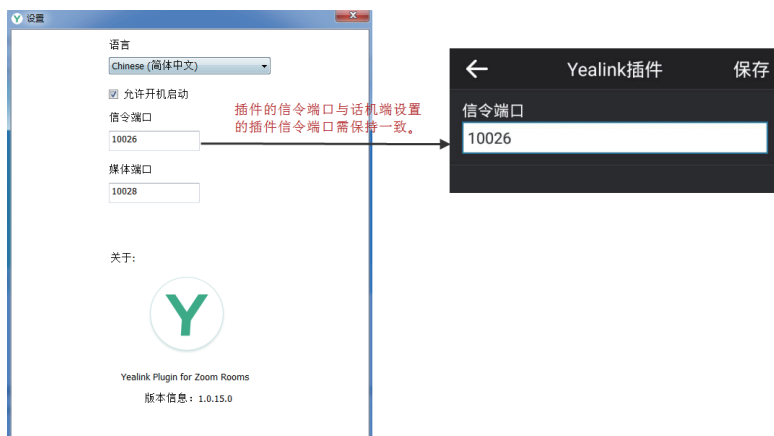 设置
语言
Chinese (简体中文)
允许开机启动
信令端口
10026
媒体端口
10028
关于:
Y
Yealink Plugin for Zoom Rooms
版本信息：1.0.15.0
插件的信令端口与话机端设置
的插件信令端口需保持一致。
Yealink插件
保存
信令端口
10026